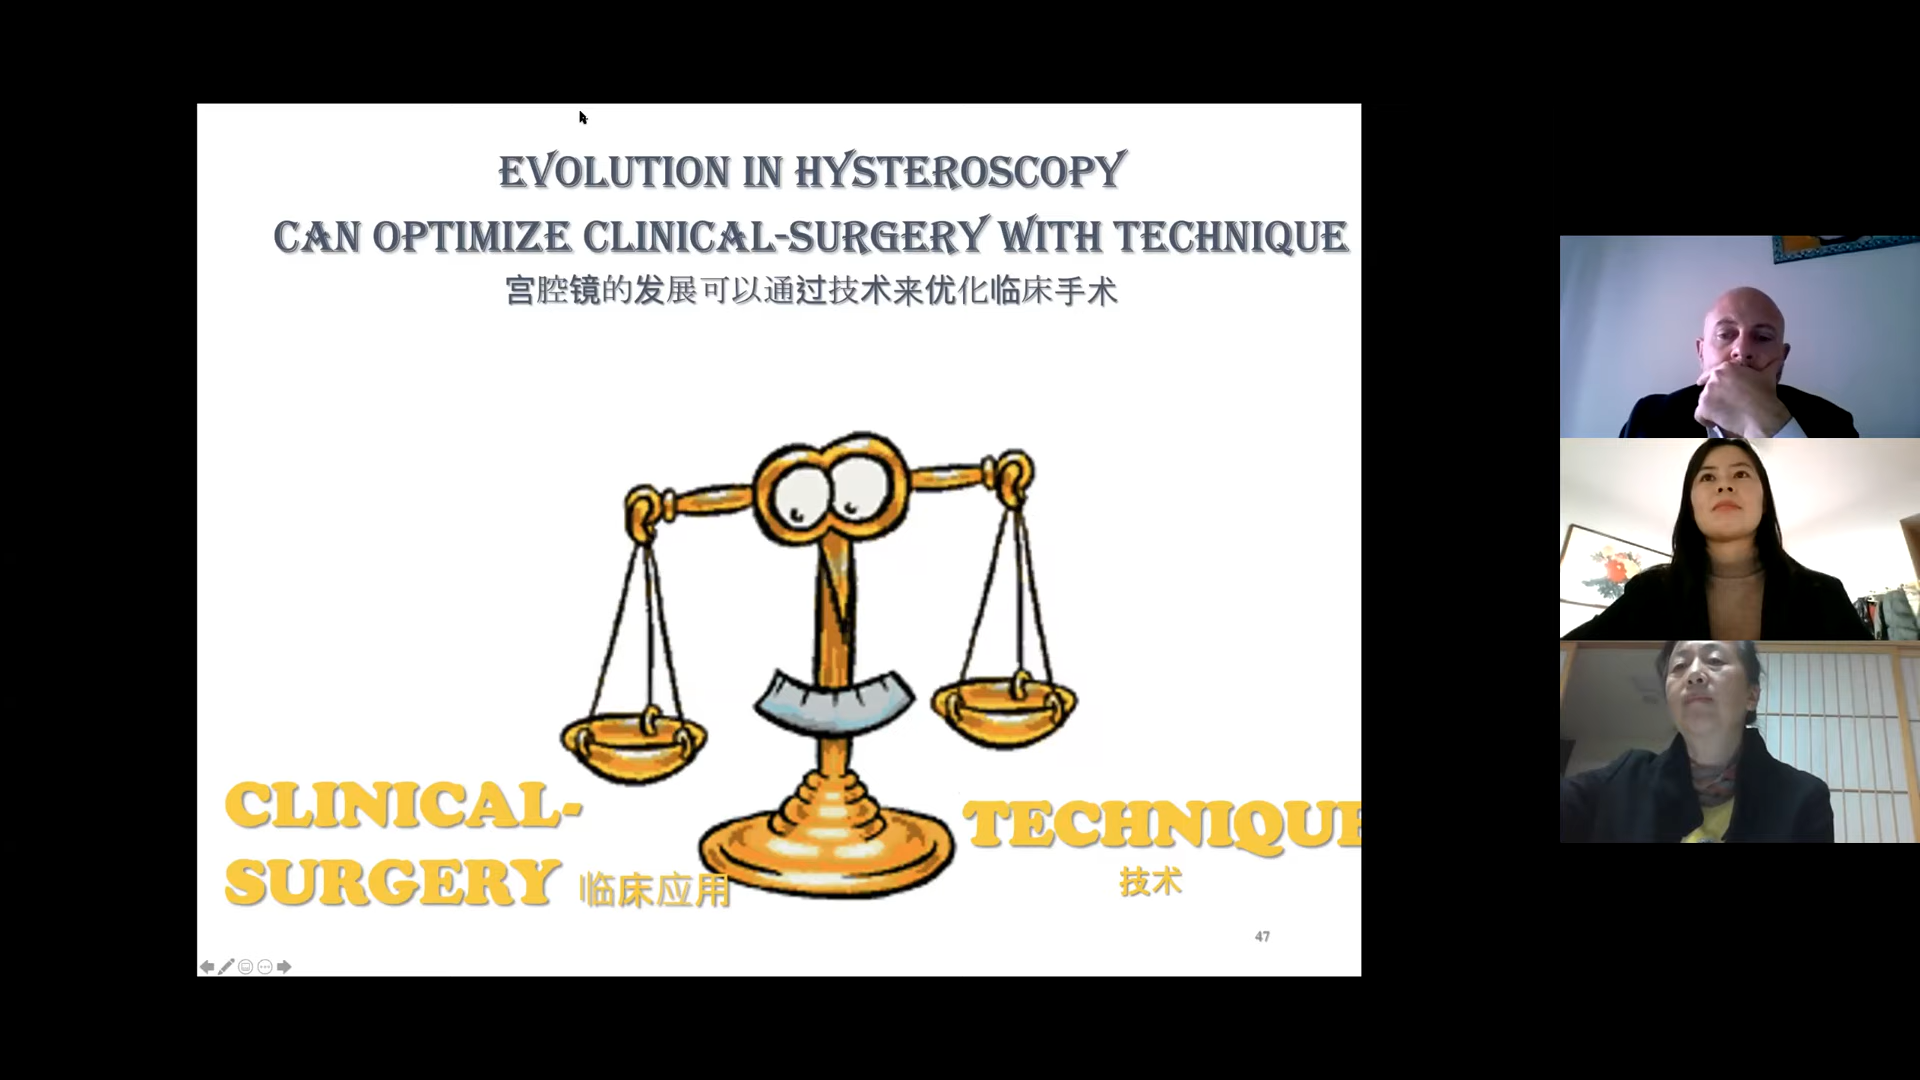 EVOLUTION IN HYSTEROSCOPY
CAN OPTIMIZE CLINICAL-SURGERY WITH TECHNIQUE
宫腔镜的发展可以通过技术来优化临床手术
CLINICAL-
SURGERY 临床应用
TECHNIQUE
技术
47